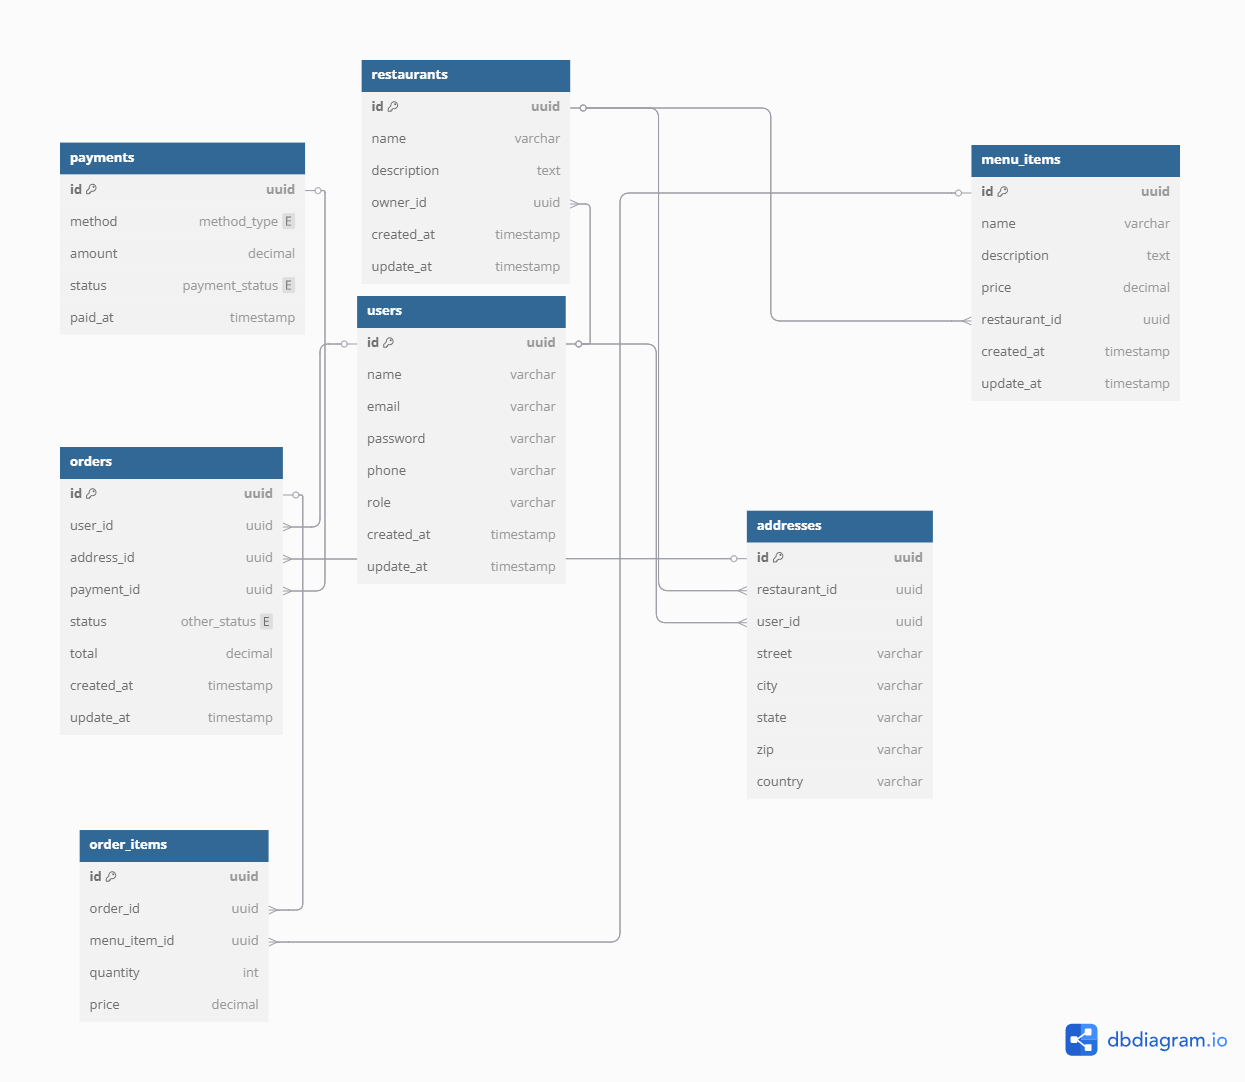 restaurants
id uuid
name varchar
description text
owner_id uuid
created_at timestamp
update_at timestamp
payments
id uuid
method method_type E
amount decimal
status payment_status E
paid_at timestamp
menu_items
id uuid
name varchar
description text
price decimal
restaurant_id uuid
created_at timestamp
update_at timestamp
users
id uuid
name varchar
email varchar
password varchar
phone varchar
role varchar
created_at timestamp
update_at timestamp
orders
id uuid
user_id uuid
address_id uuid
payment_id uuid
status other_status E
total decimal
created_at timestamp
update_at timestamp
addresses
id uuid
restaurant_id uuid
user_id uuid
street varchar
city varchar
state varchar
zip varchar
country varchar
order_items
id uuid
order_id uuid
menu_item_id uuid
quantity int
price decimal
dbdiagram.io